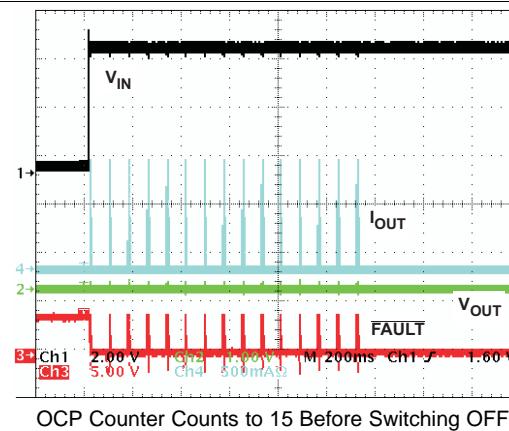 VIN
1
IOUT
4
2
VOUT
FAULT
3 Ch1 2.00 V Ch2 1.00 V M 200ms Ch1 1.60 V
Ch3 5.00 V Ch4 500mAΩ
OCP Counter Counts to 15 Before Switching OFF